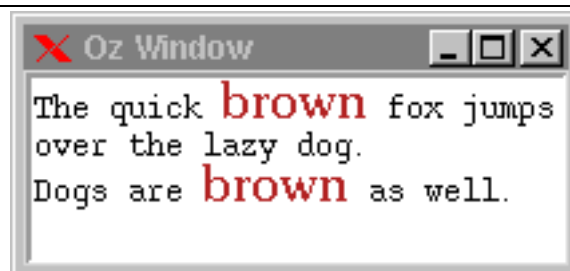 Oz Window
The quick brown fox jumps
over the lazy dog.
Dogs are brown as well.